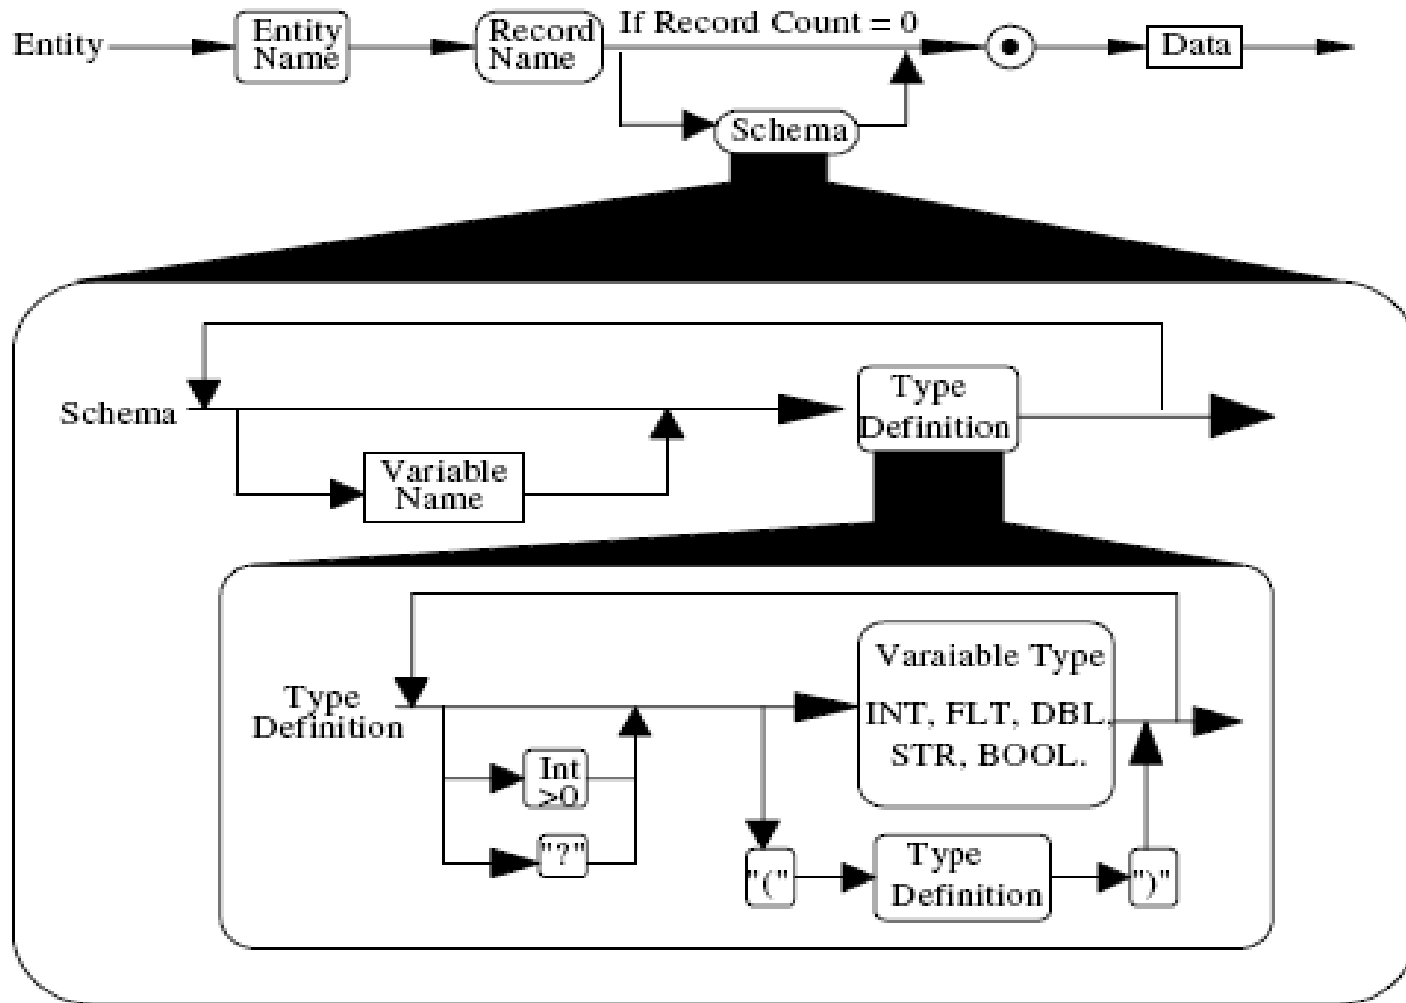 If Record Count = 0
Entity
Entity
Name
Record
Name
Data
Schema
Schema
Type
Definition
Variable
Name
Type
Definition
Varaiable Type
INT, FLT, DBL,
STR, BOOL.
Int
>0
"?"
"("
Type
Definition
")"